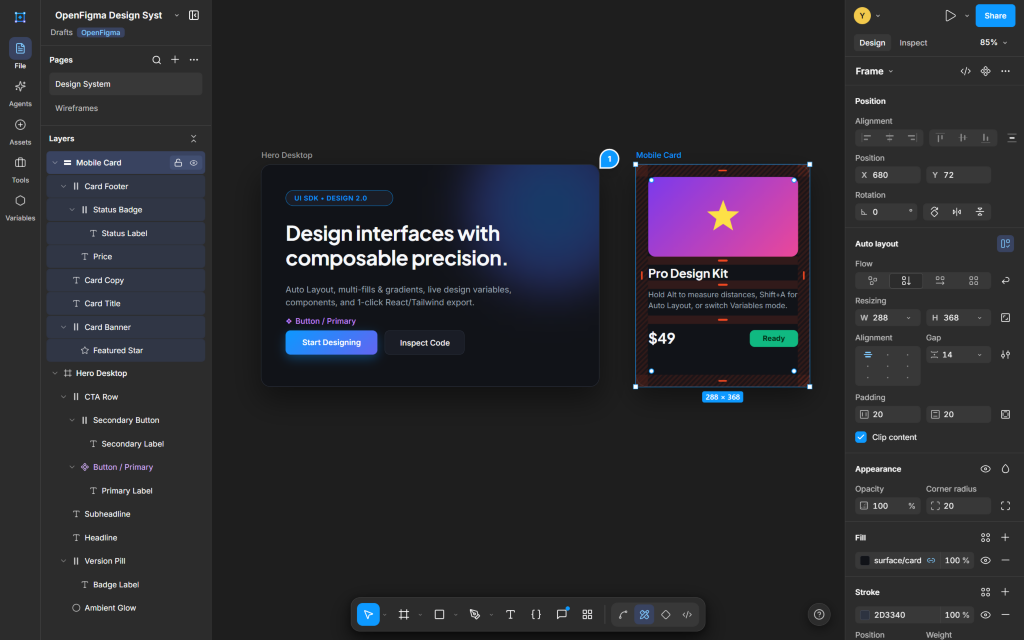 OpenFigma Design Syst
Drafts OpenFigma
File
Agents
Assets
Tools
Variables
Pages
Design System
Wireframes
Layers
Mobile Card
Card Footer
Status Badge
Status Label
Price
Card Copy
Card Title
Card Banner
Featured Star
Hero Desktop
CTA Row
Secondary Button
Secondary Label
Button / Primary
Primary Label
Subheadline
Headline
Version Pill
Badge Label
Ambient Glow
Hero Desktop
UI SDK • DESIGN 2.0
Design interfaces with
composable precision.
Auto Layout, multi-fills & gradients, live design variables,
components, and 1-click React/Tailwind export.
Button / Primary
Start Designing
Inspect Code
1
Mobile Card
Pro Design Kit
Hold Alt to measure distances, Shift+A for
Auto Layout, or switch Variables mode.
$49
Ready
288 × 368
Y
Share
Design Inspect 85%
Frame
Position
Alignment
Position
X 680 Y 72
Rotation
0 °
Auto layout
Flow
Resizing
W 288 H 368
Alignment Gap
14
Padding
20 20
Clip content
Appearance
Opacity Corner radius
100 % 20
Fill
surface/card 100 %
Stroke
2D3340 100 %
Position Weight